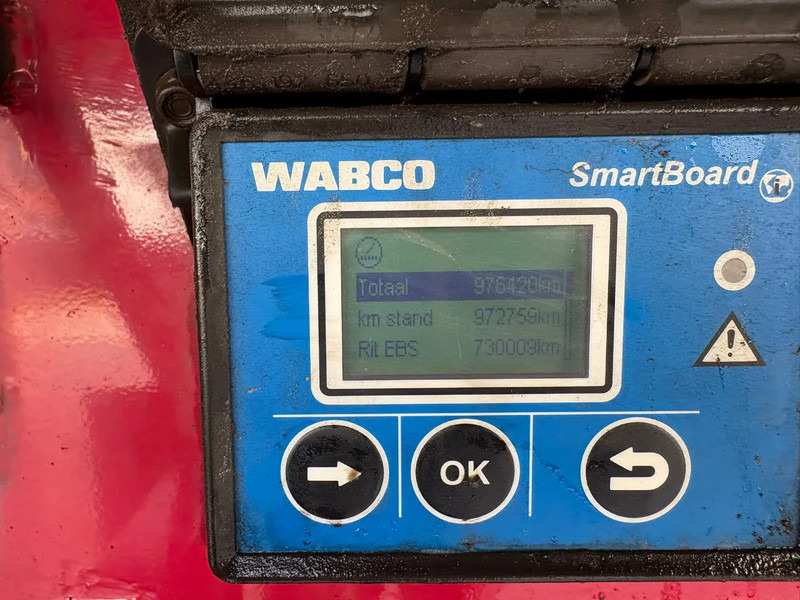 WABCO
SmartBoard
Totaal 976420km
km stand 972759km
Rit EBS 730009km
OK